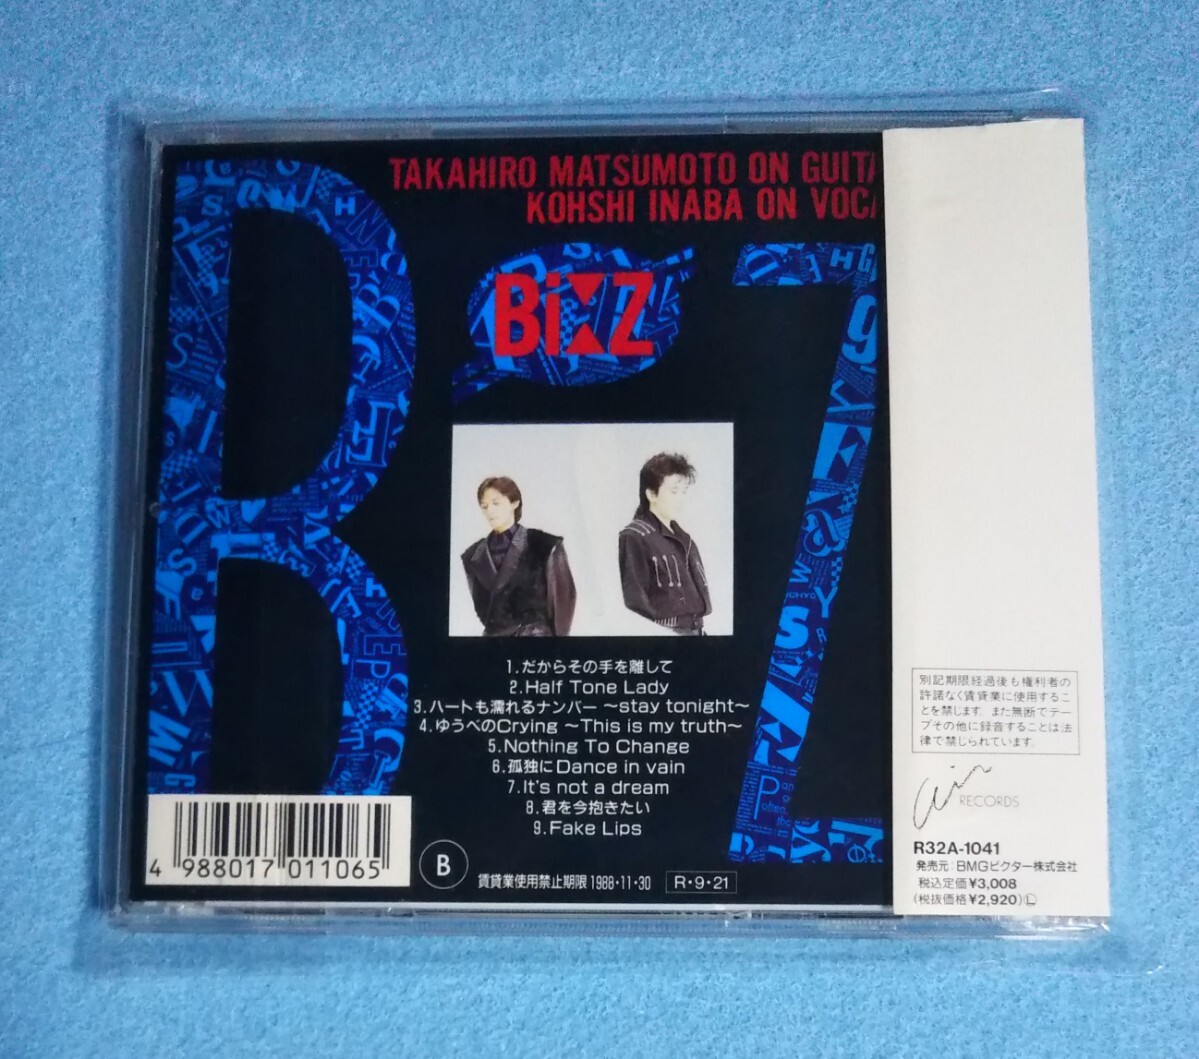 TAKAHIRO MATSUMOTO ON GUITA
KOHSHI INABA ON VOCA
B'z
1.だからその手を離して
2.Half Tone Lady
3.ハートも濡れるナンバー 〜stay tonight〜
4.ゆうべのCrying 〜This is my truth〜
5.Nothing To Change
6.孤独にDance in vain
7.It's not a dream
8.君を今抱きたい
9.Fake Lips
4 988017 011065
B
賃貸業使用禁止期限1988・11・30
R・9・21
別記期限経過後も権利者の
許諾なく賃貸業に使用するこ
とを禁じます。また無断でテー
プその他に録音することは法
律で禁じられています。
air RECORDS
R32A-1041
発売元:BMGビクター株式会社
税込定価¥3,008
(税抜価格¥2,920)Ⓛ